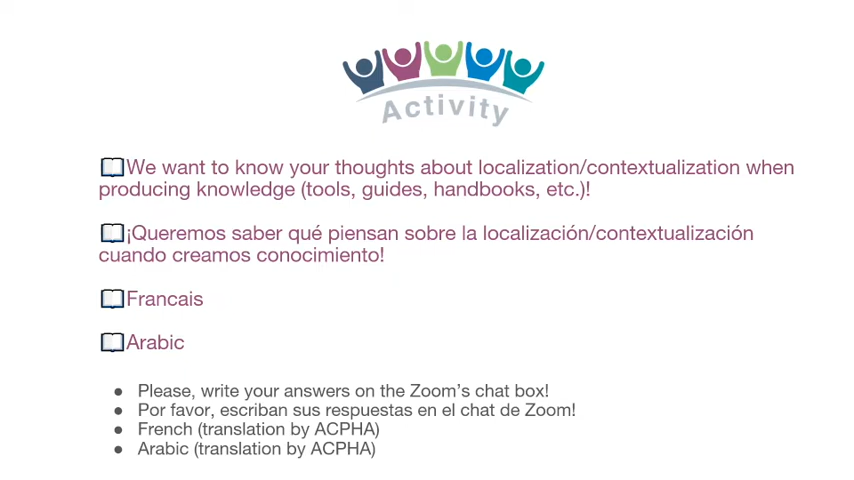 Activity
📖We want to know your thoughts about localization/contextualization when
producing knowledge (tools, guides, handbooks, etc.)!
📖¡Queremos saber qué piensan sobre la localización/contextualización
cuando creamos conocimiento!
📖Francais
📖Arabic
● Please, write your answers on the Zoom's chat box!
● Por favor, escriban sus respuestas en el chat de Zoom!
● French (translation by ACPHA)
● Arabic (translation by ACPHA)